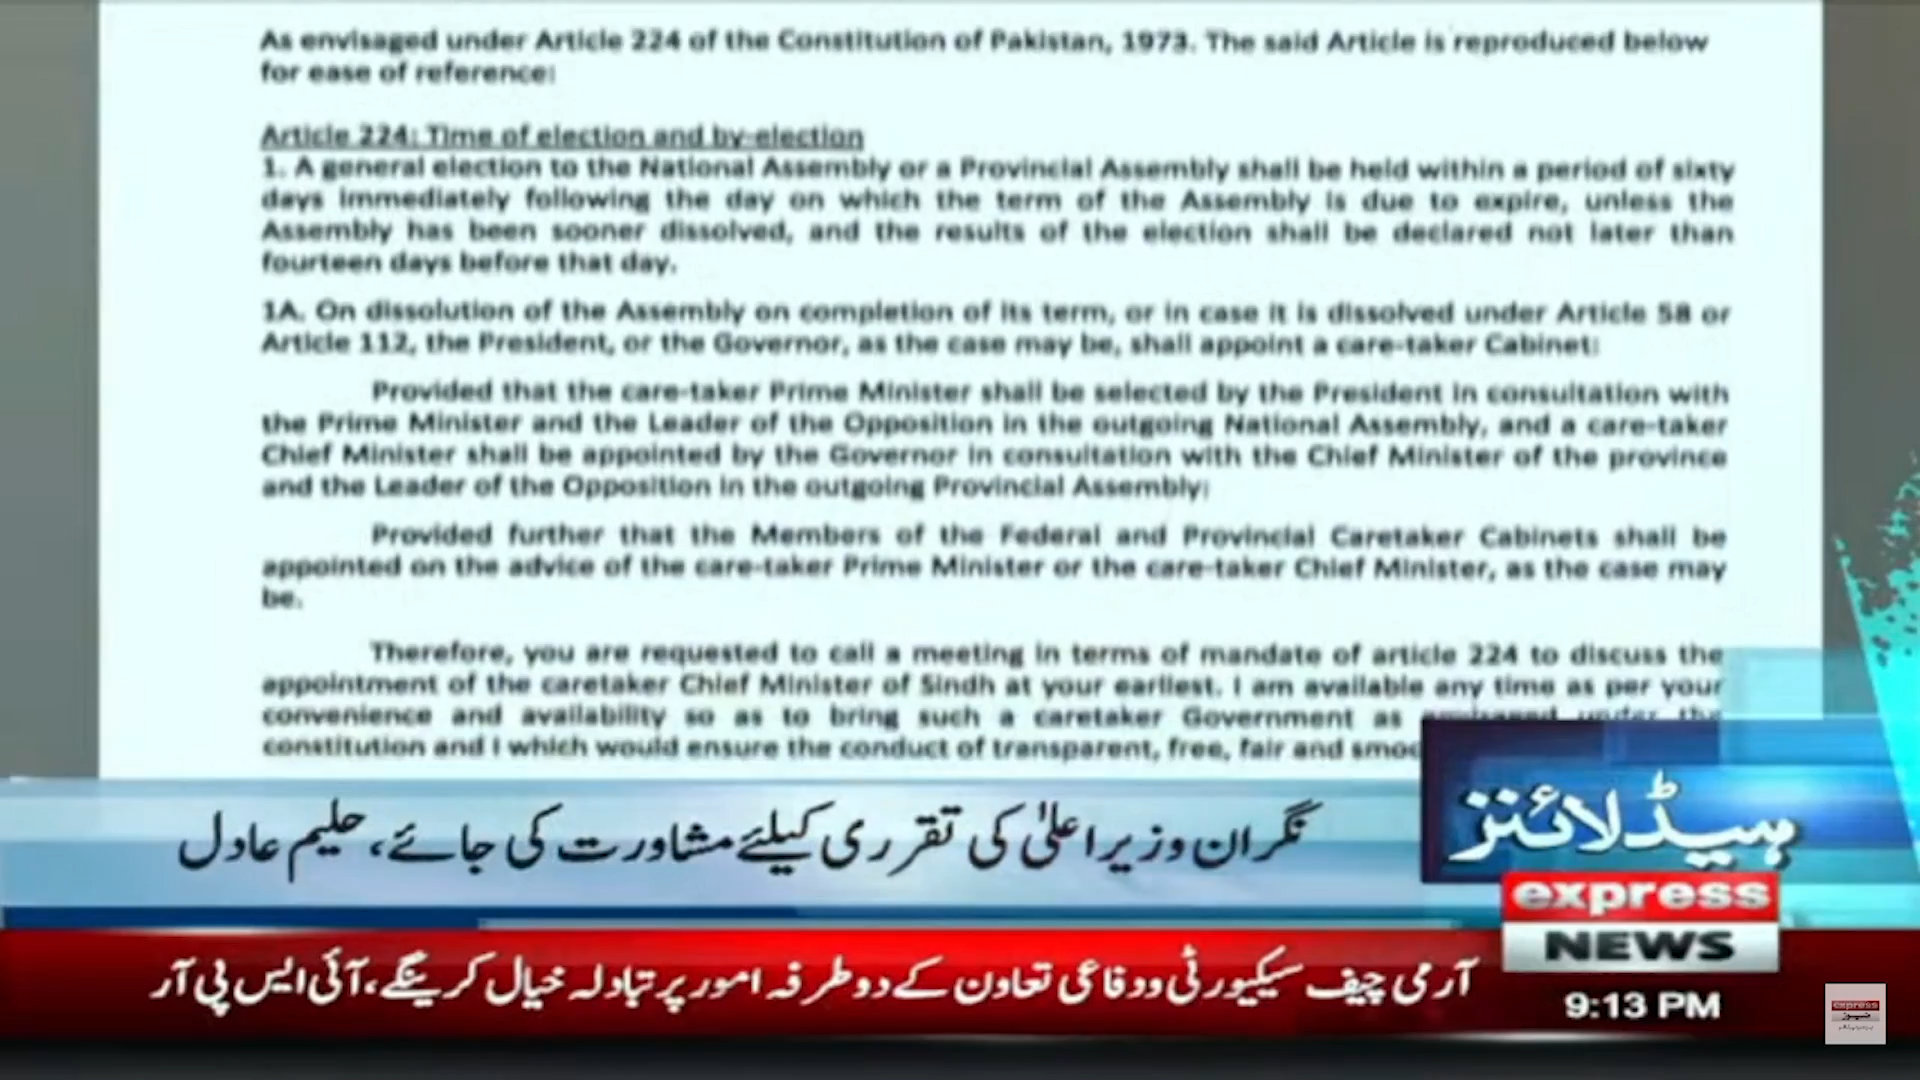 As envisaged under Article 224 of the Constitution of Pakistan, 1973. The said Article is reproduced below
for ease of reference:
Article 224: Time of election and by-election
1. A general election to the National Assembly or a Provincial Assembly shall be held within a period of sixty
days immediately following the day on which the term of the Assembly is due to expire, unless the
Assembly has been sooner dissolved, and the results of the election shall be declared not later than
fourteen days before that day.
1A. On dissolution of the Assembly on completion of its term, or in case it is dissolved under Article 58 or
Article 112, the President, or the Governor, as the case may be, shall appoint a care-taker Cabinet:
Provided that the care-taker Prime Minister shall be selected by the President in consultation with
the Prime Minister and the Leader of the Opposition in the outgoing National Assembly, and a care-taker
Chief Minister shall be appointed by the Governor in consultation with the Chief Minister of the province
and the Leader of the Opposition in the outgoing Provincial Assembly:
Provided further that the Members of the Federal and Provincial Caretaker Cabinets shall be
appointed on the advice of the care-taker Prime Minister or the care-taker Chief Minister, as the case may
be.
Therefore, you are requested to call a meeting in terms of mandate of article 224 to discuss the
appointment of the caretaker Chief Minister of Sindh at your earliest. I am available any time as per your
convenience and availability so as to bring such a caretaker Government as envisaged under the
constitution and I which would ensure the conduct of transparent, free, fair and smoo
ہیڈلائنز
نگران وزیراعلیٰ کی تقرری کیلئے مشاورت کی جائے، حلیم عادل
express
NEWS
آرمی چیف سیکیورٹی ودفاعی تعاون کے دوطرفہ امور پر تبادلہ خیال کرینگے، آئی ایس پی آر
9:13 PM
express
نیوز